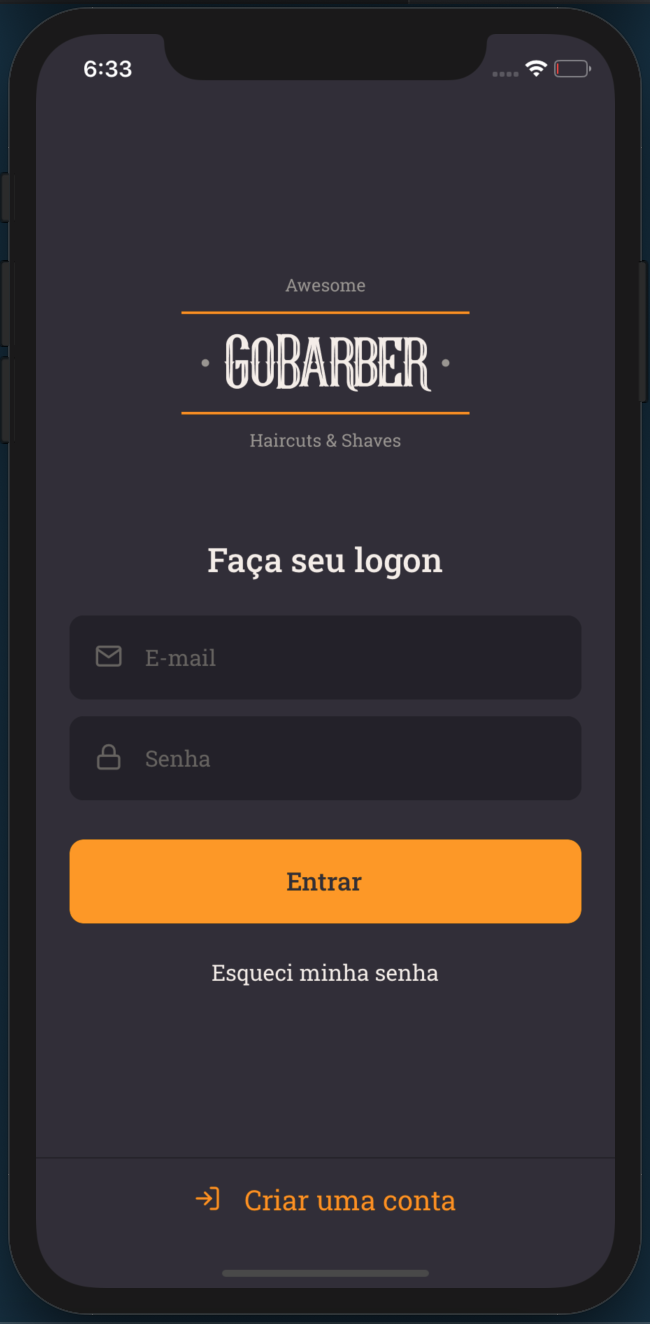 6:33
Awesome
• GOBARBER •
Haircuts & Shaves
Faça seu logon
E-mail
Senha
Entrar
Esqueci minha senha
Criar uma conta